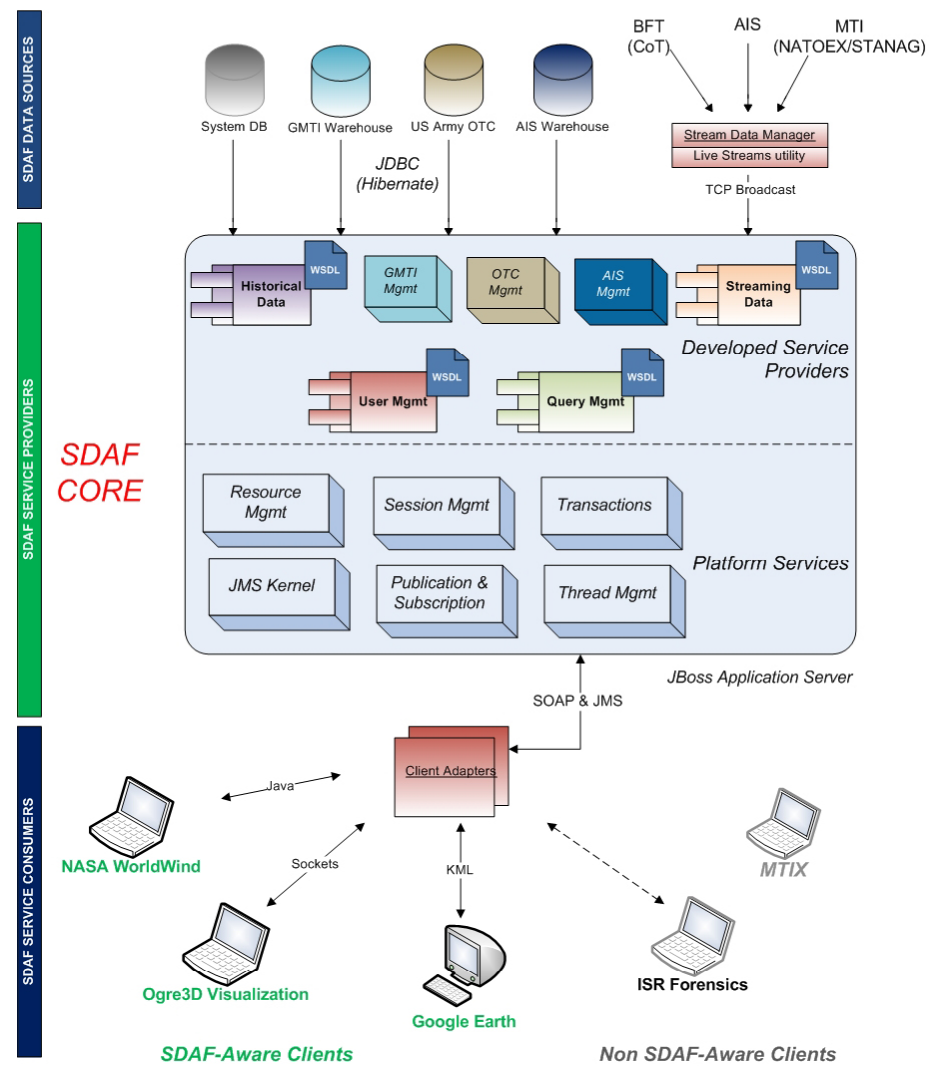 SDAF DATA SOURCES
BFT
(CoT)
AIS
MTI
(NATOEX/STANAG)
System DB
GMTI Warehouse
US Army OTC
AIS Warehouse
Stream Data Manager
Live Streams utility
JDBC
(Hibernate)
TCP Broadcast
SDAF SERVICE PROVIDERS
SDAF
CORE
Historical
Data
WSDL
GMTI
Mgmt
OTC
Mgmt
AIS
Mgmt
Streaming
Data
WSDL
Developed Service
Providers
User Mgmt
WSDL
Query Mgmt
WSDL
Resource
Mgmt
Session Mgmt
Transactions
Platform Services
JMS Kernel
Publication &
Subscription
Thread Mgmt
JBoss Application Server
SOAP & JMS
SDAF SERVICE CONSUMERS
Client Adapters
Java
NASA WorldWind
Sockets
KML
MTIX
Ogre3D Visualization
Google Earth
ISR Forensics
SDAF-Aware Clients
Non SDAF-Aware Clients